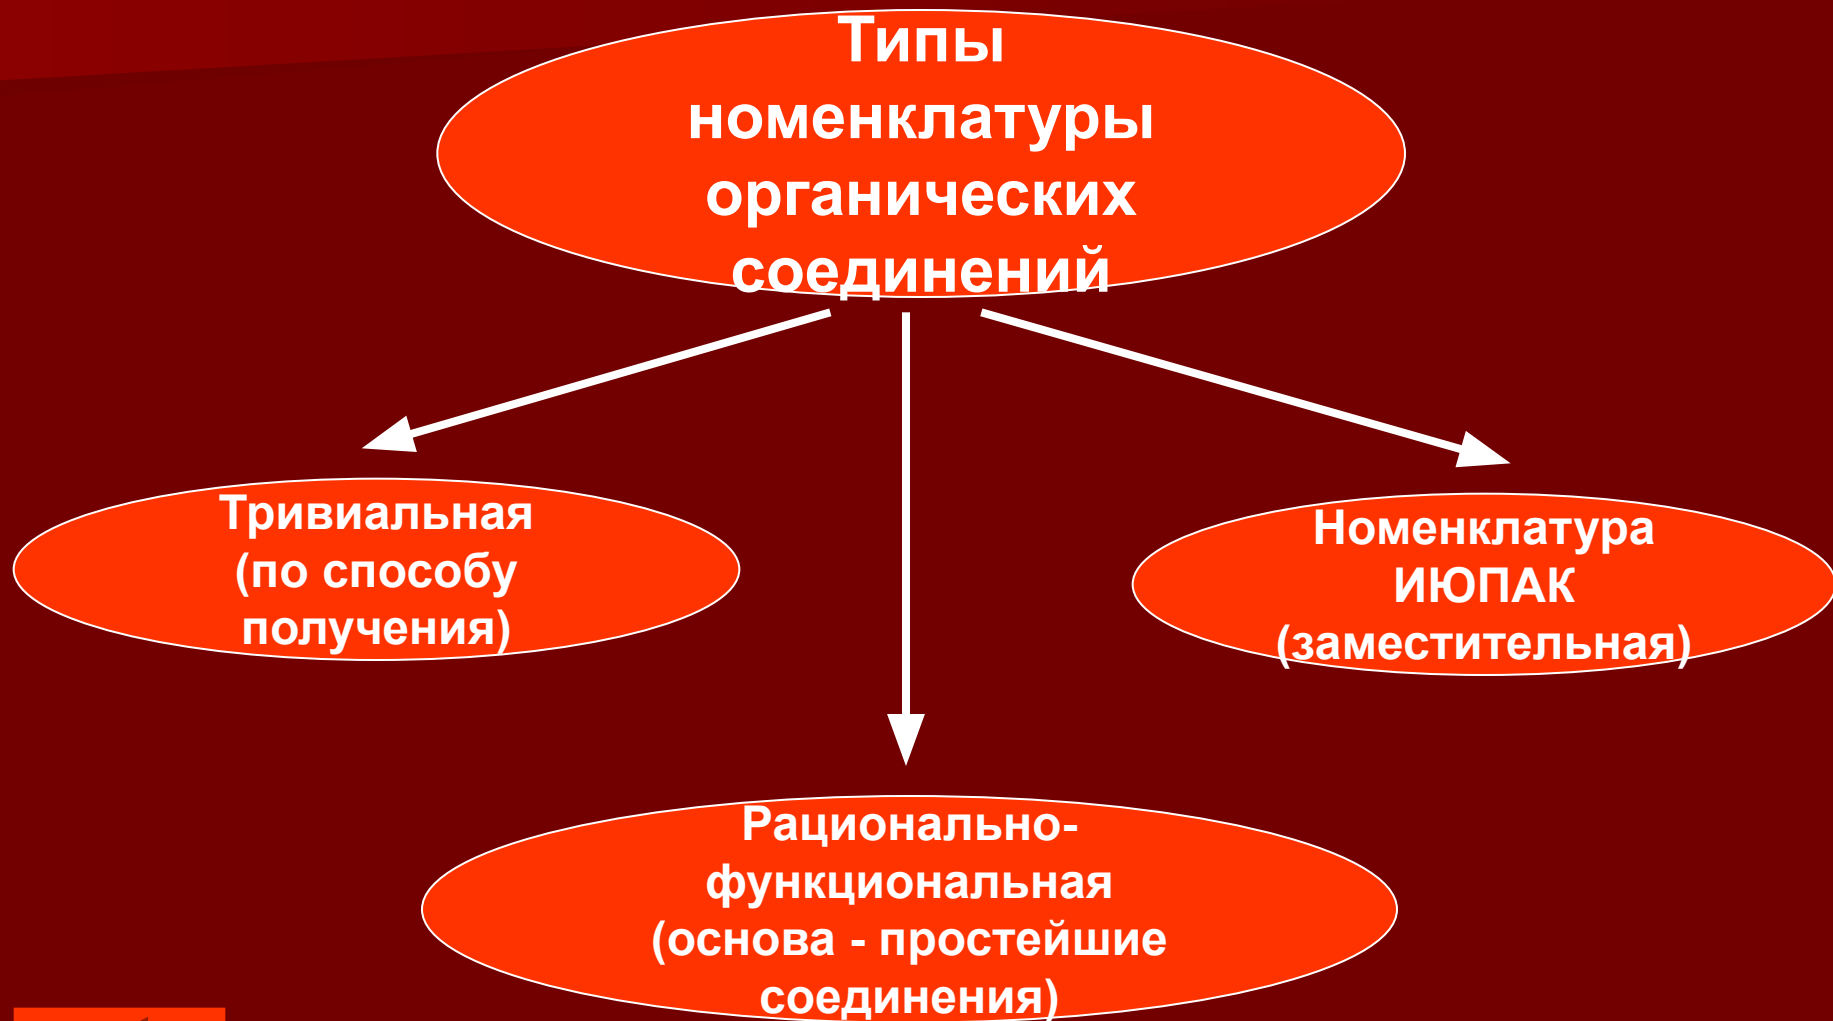 Типы
номенклатуры
органических
соединений
Тривиальная
(по способу
получения)
Номенклатура
ИЮПАК
(заместительная)
Рационально-
функциональная
(основа - простейшие
соединения)